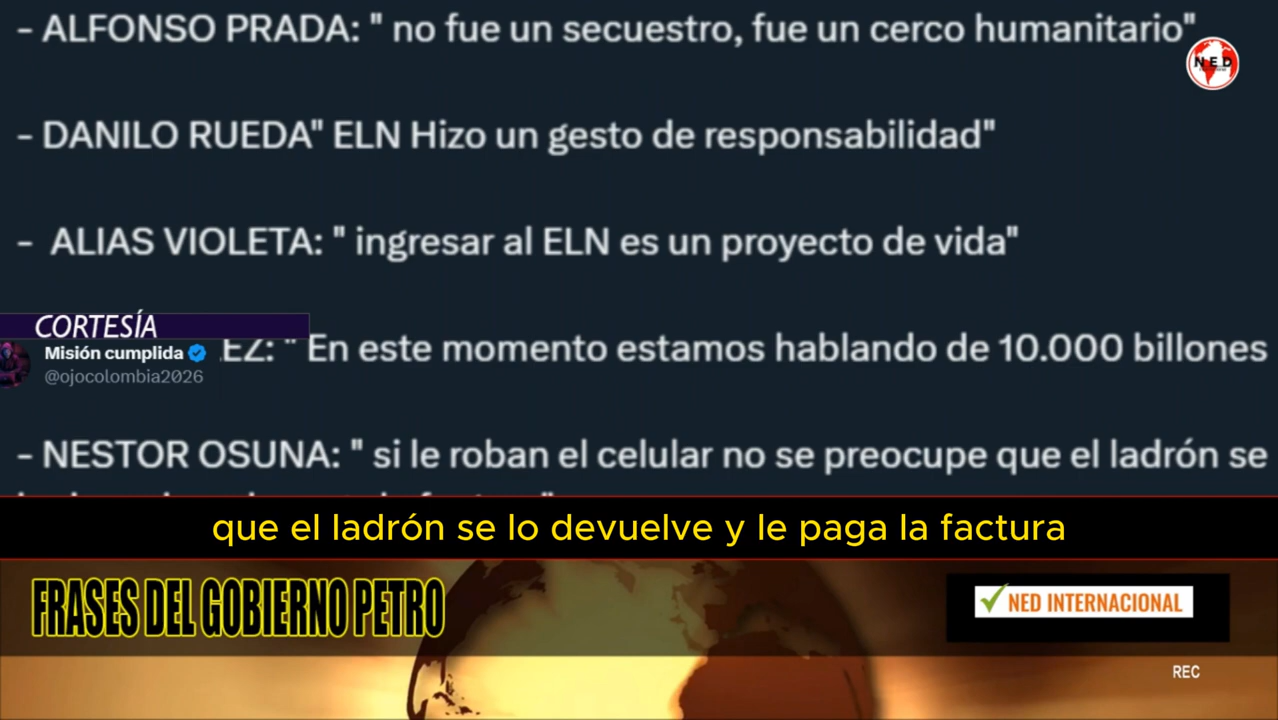 - ALFONSO PRADA: " no fue un secuestro, fue un cerco humanitario"
NED
- DANILO RUEDA" ELN Hizo un gesto de responsabilidad"
- ALIAS VIOLETA: " ingresar al ELN es un proyecto de vida"
CORTESÍA
Misión cumplida
@ojocolombia2026
EZ: " En este momento estamos hablando de 10.000 billones
- NESTOR OSUNA: " si le roban el celular no se preocupe que el ladrón se
que el ladrón se lo devuelve y le paga la factura
FRASES DEL GOBIERNO PETRO
NED INTERNACIONAL
REC